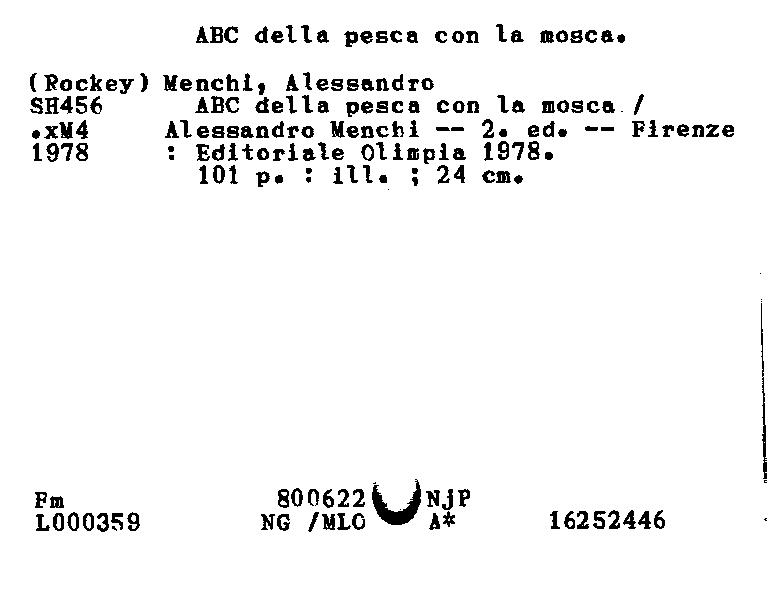 ABC della pesca con la mosca.
(Rockey) Menchi, Alessandro
SH456 ABC della pesca con la mosca /
.xM4 Alessandro Menchi -- 2. ed. -- Firenze
1978 : Editoriale Olimpia 1978.
101 p. : ill. ; 24 cm.
Fm 800622 NjP
L000359 NG /MLO A* 16252446